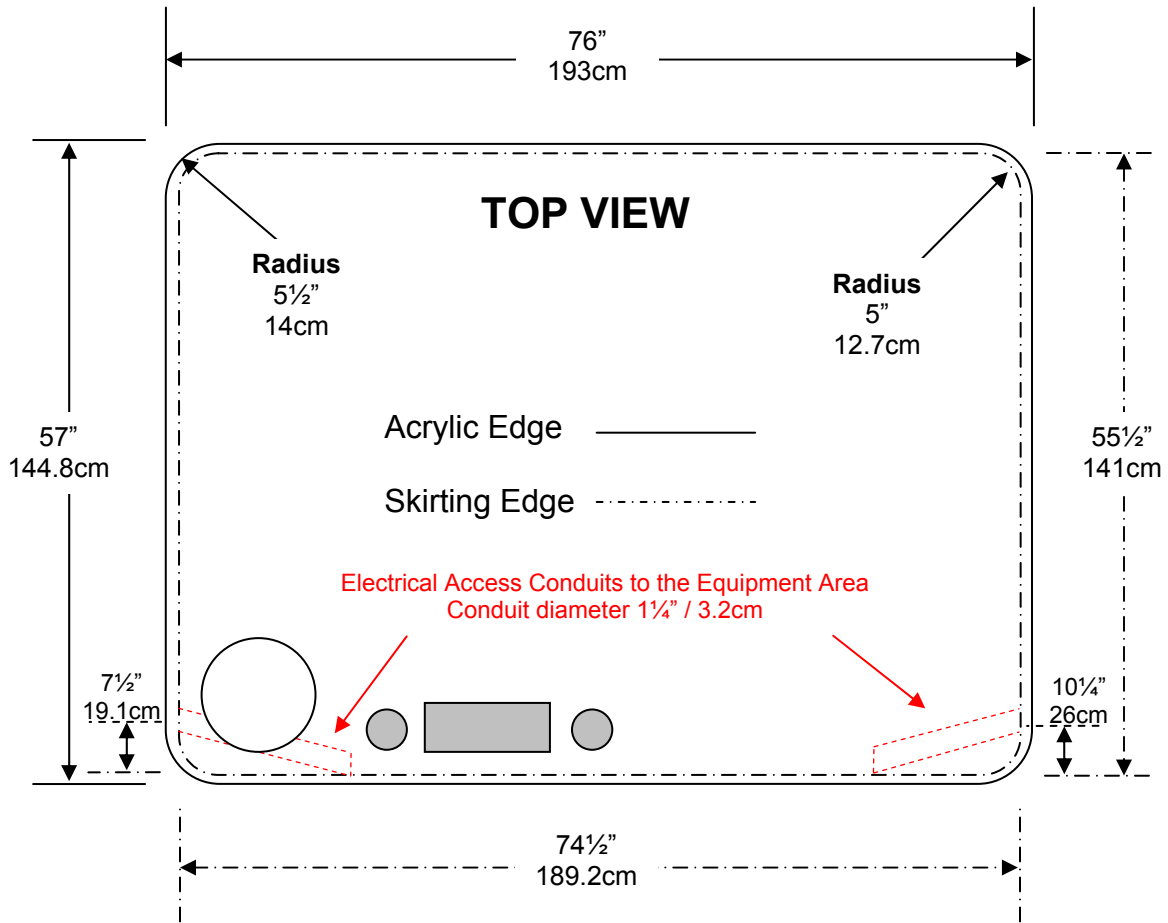 76”
193cm
TOP VIEW
Radius
5½”
14cm
Radius
5”
12.7cm
Acrylic Edge
Skirting Edge
57”
144.8cm
55½”
141cm
Electrical Access Conduits to the Equipment Area
Conduit diameter 1¼” / 3.2cm
7½”
19.1cm
10¼“
26cm
74½”
189.2cm